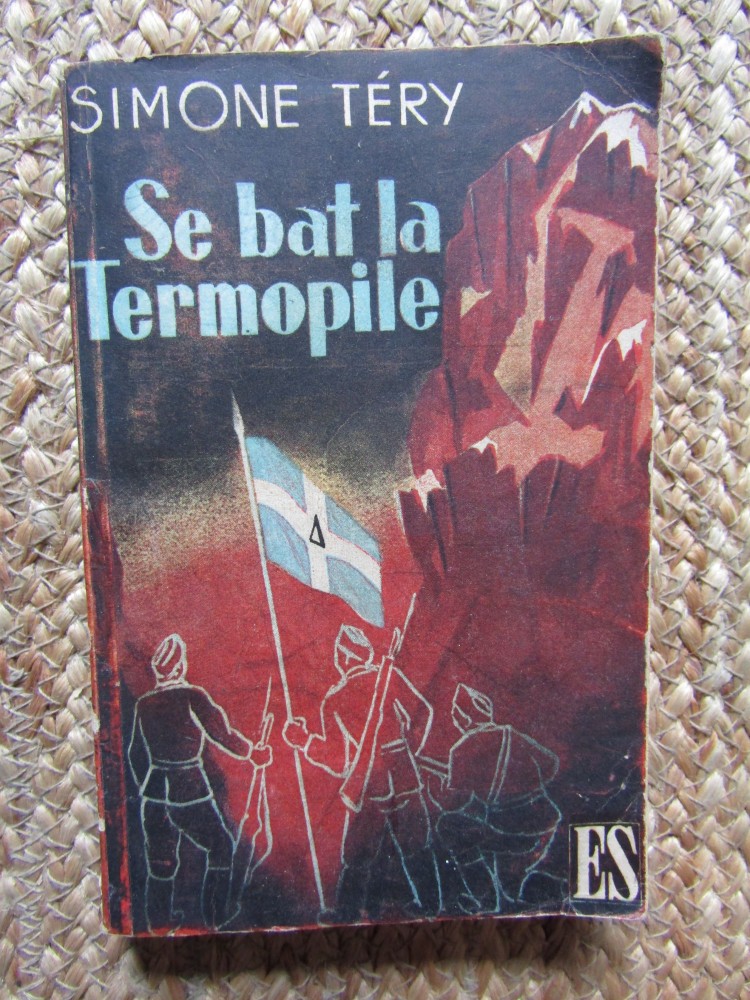 SIMONE TÉRY
Se bat la
Termopile
Δ
ES